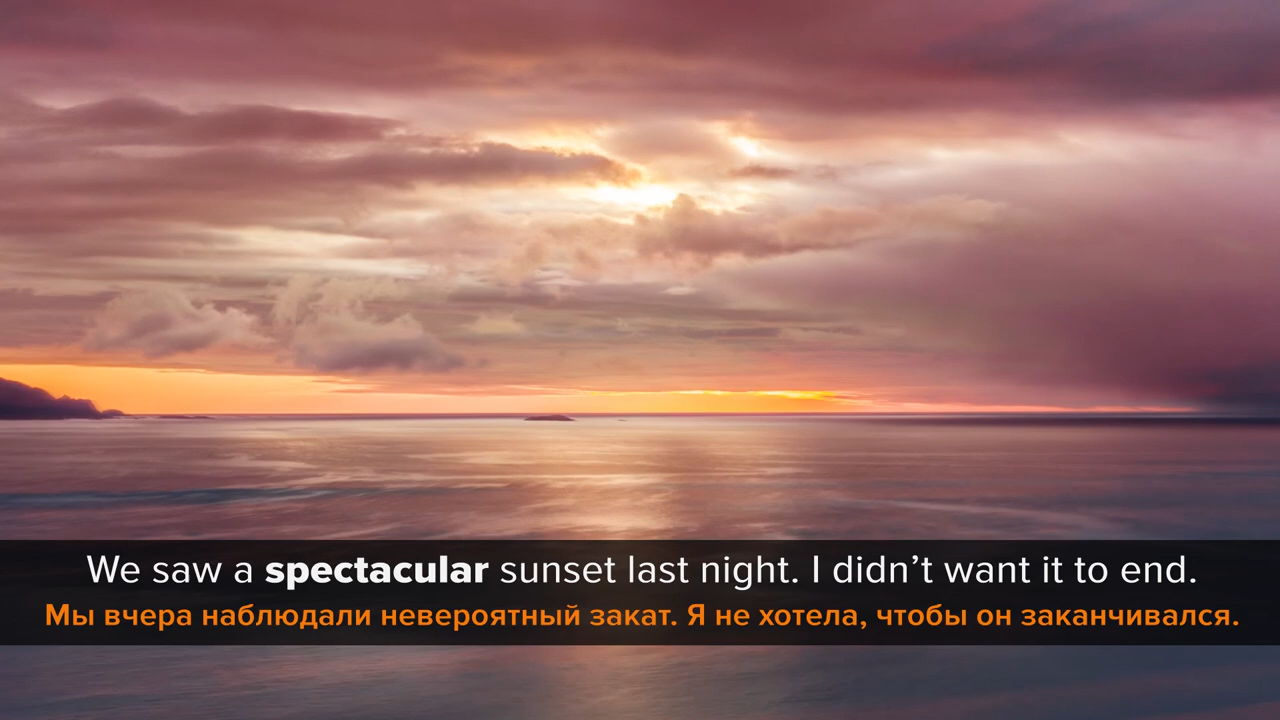 We saw a spectacular sunset last night. I didn’t want it to end.
Мы вчера наблюдали невероятный закат. Я не хотела, чтобы он заканчивался.